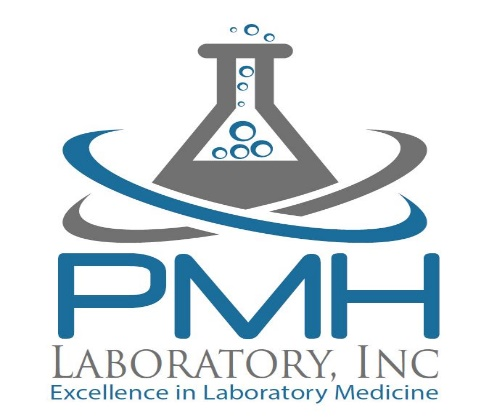 PMH
LABORATORY, INC
Excellence in Laboratory Medicine